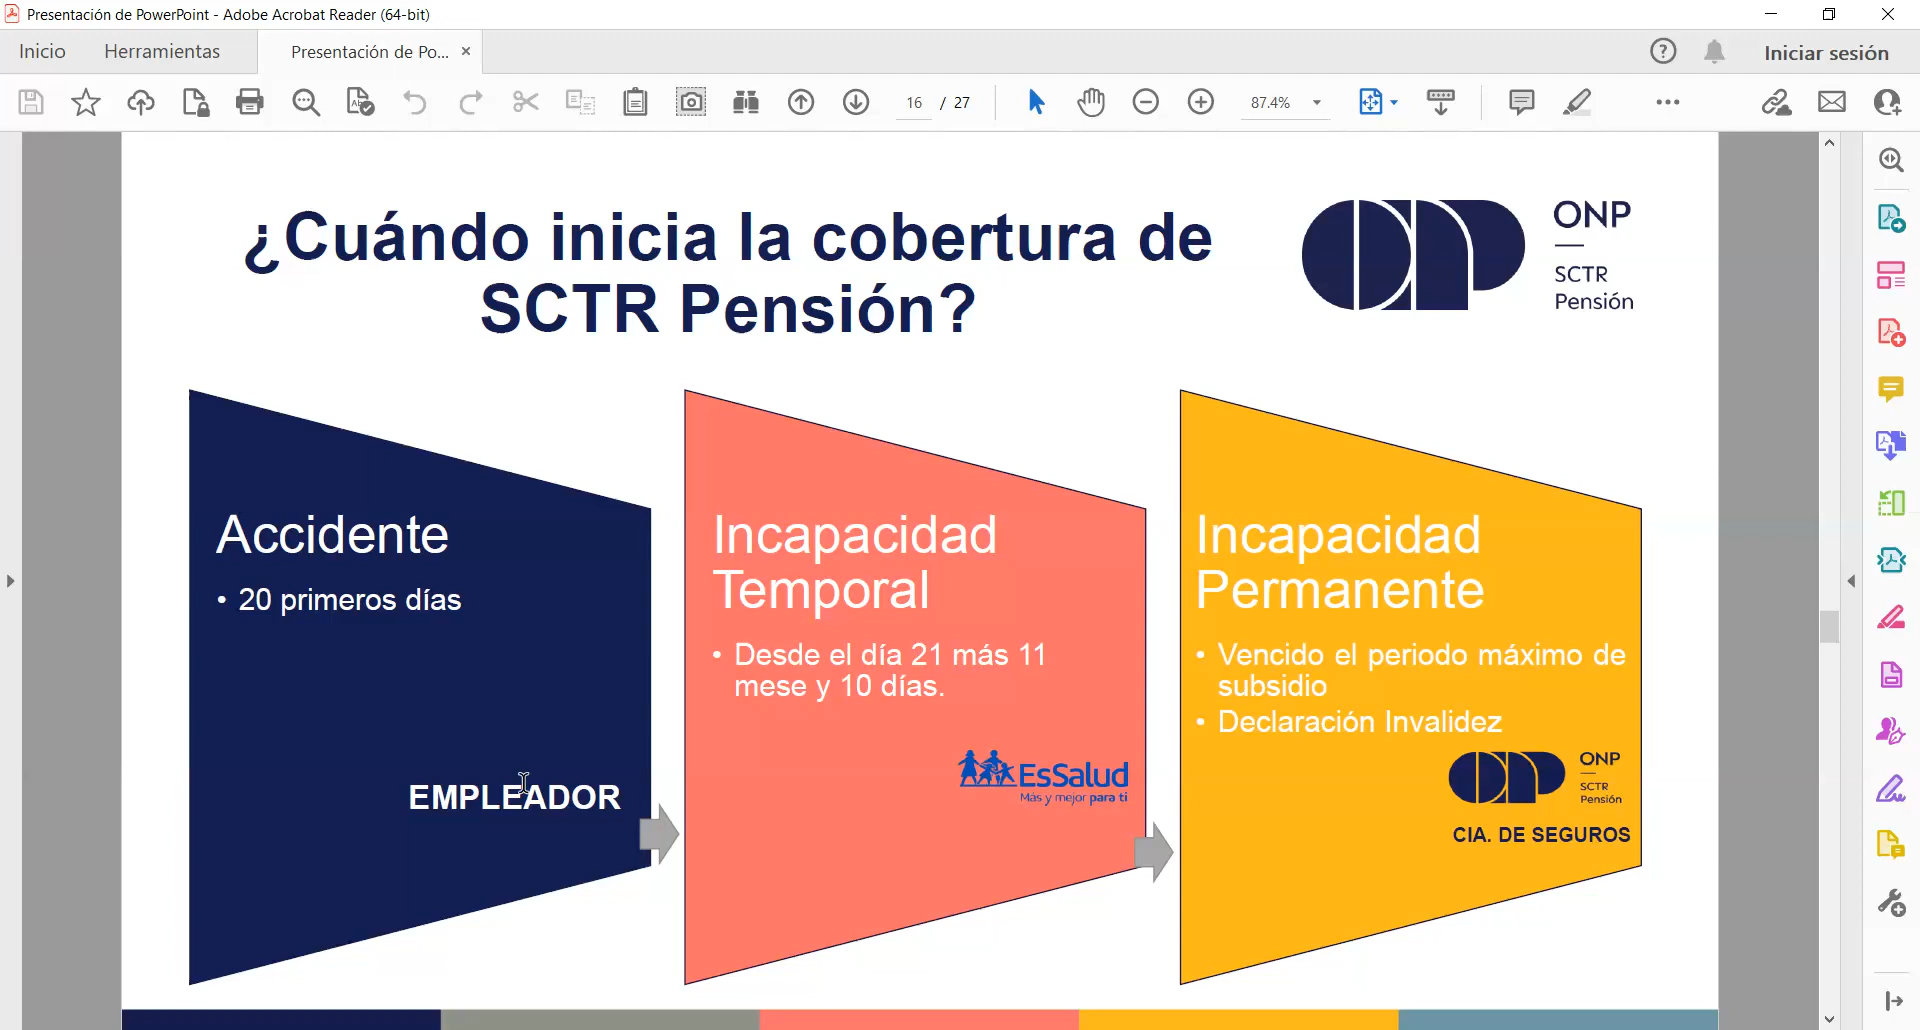 Presentación de PowerPoint - Adobe Acrobat Reader (64-bit)
Inicio
Herramientas
Presentación de Po...
Iniciar sesión
16 / 27
87.4%
¿Cuándo inicia la cobertura de
SCTR Pensión?
ONP
SCTR
Pensión
Accidente
• 20 primeros días
EMPLEADOR
Incapacidad
Temporal
• Desde el día 21 más 11
mese y 10 días.
EsSalud
Más y mejor para ti
Incapacidad
Permanente
• Vencido el periodo máximo de
subsidio
• Declaración Invalidez
ONP
SCTR
Pensión
CIA. DE SEGUROS